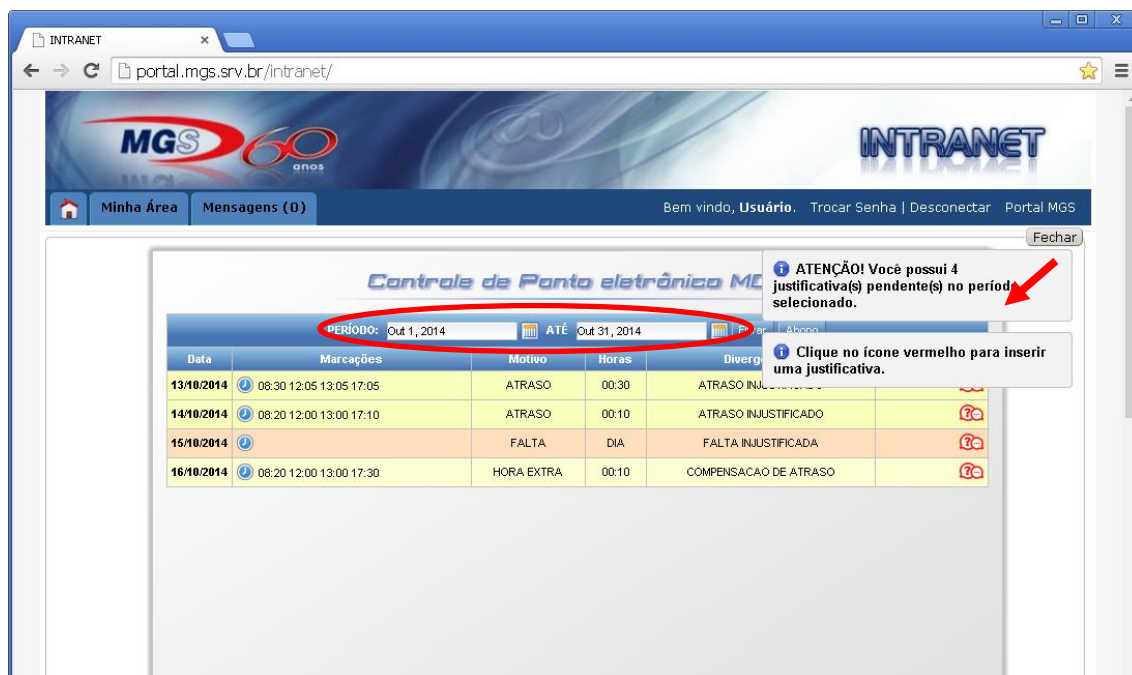 INTRANET
portal.mgs.srv.br/intranet/
MGS 60 anos
INTRANET
Minha Área Mensagens (0) Bem vindo, Usuário. Trocar Senha | Desconectar Portal MGS
Fechar
Controle de Ponto eletrônico
ATENÇÃO! Você possui 4
justificativa(s) pendente(s) no período
selecionado.
PERÍODO: Out 1, 2014 ATÉ Out 31, 2014 Abono
Clique no ícone vermelho para inserir
uma justificativa.
Data Marcações Motivo Horas Diverg
13/10/2014 08:30 12:05 13:05 17:05 ATRASO 00:30 ATRASO
14/10/2014 08:20 12:00 13:00 17:10 ATRASO 00:10 ATRASO INJUSTIFICADO
15/10/2014 FALTA DIA FALTA INJUSTIFICADA
16/10/2014 08:20 12:00 13:00 17:30 HORA EXTRA 00:10 COMPENSACAO DE ATRASO